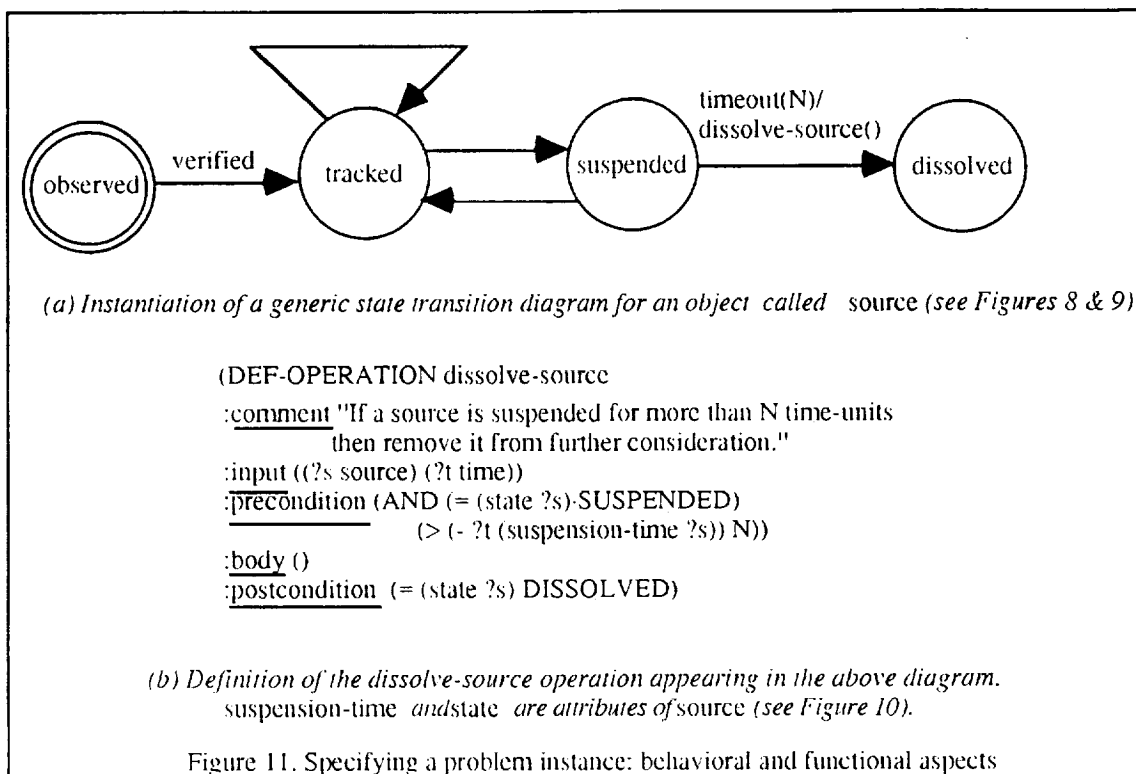 timeout(N)/
dissolve-source()
verified
observed
tracked
suspended
dissolved
(a) Instantiation of a generic state transition diagram for an object called source (see Figures 8 & 9)
(DEF-OPERATION dissolve-source
:comment "If a source is suspended for more than N time-units
then remove it from further consideration."
:input ((?s source) (?t time))
:precondition (AND (= (state ?s) SUSPENDED)
(> (- ?t (suspension-time ?s)) N))
:body ()
:postcondition (= (state ?s) DISSOLVED)
(b) Definition of the dissolve-source operation appearing in the above diagram.
suspension-time and state are attributes of source (see Figure 10).
Figure 11. Specifying a problem instance: behavioral and functional aspects